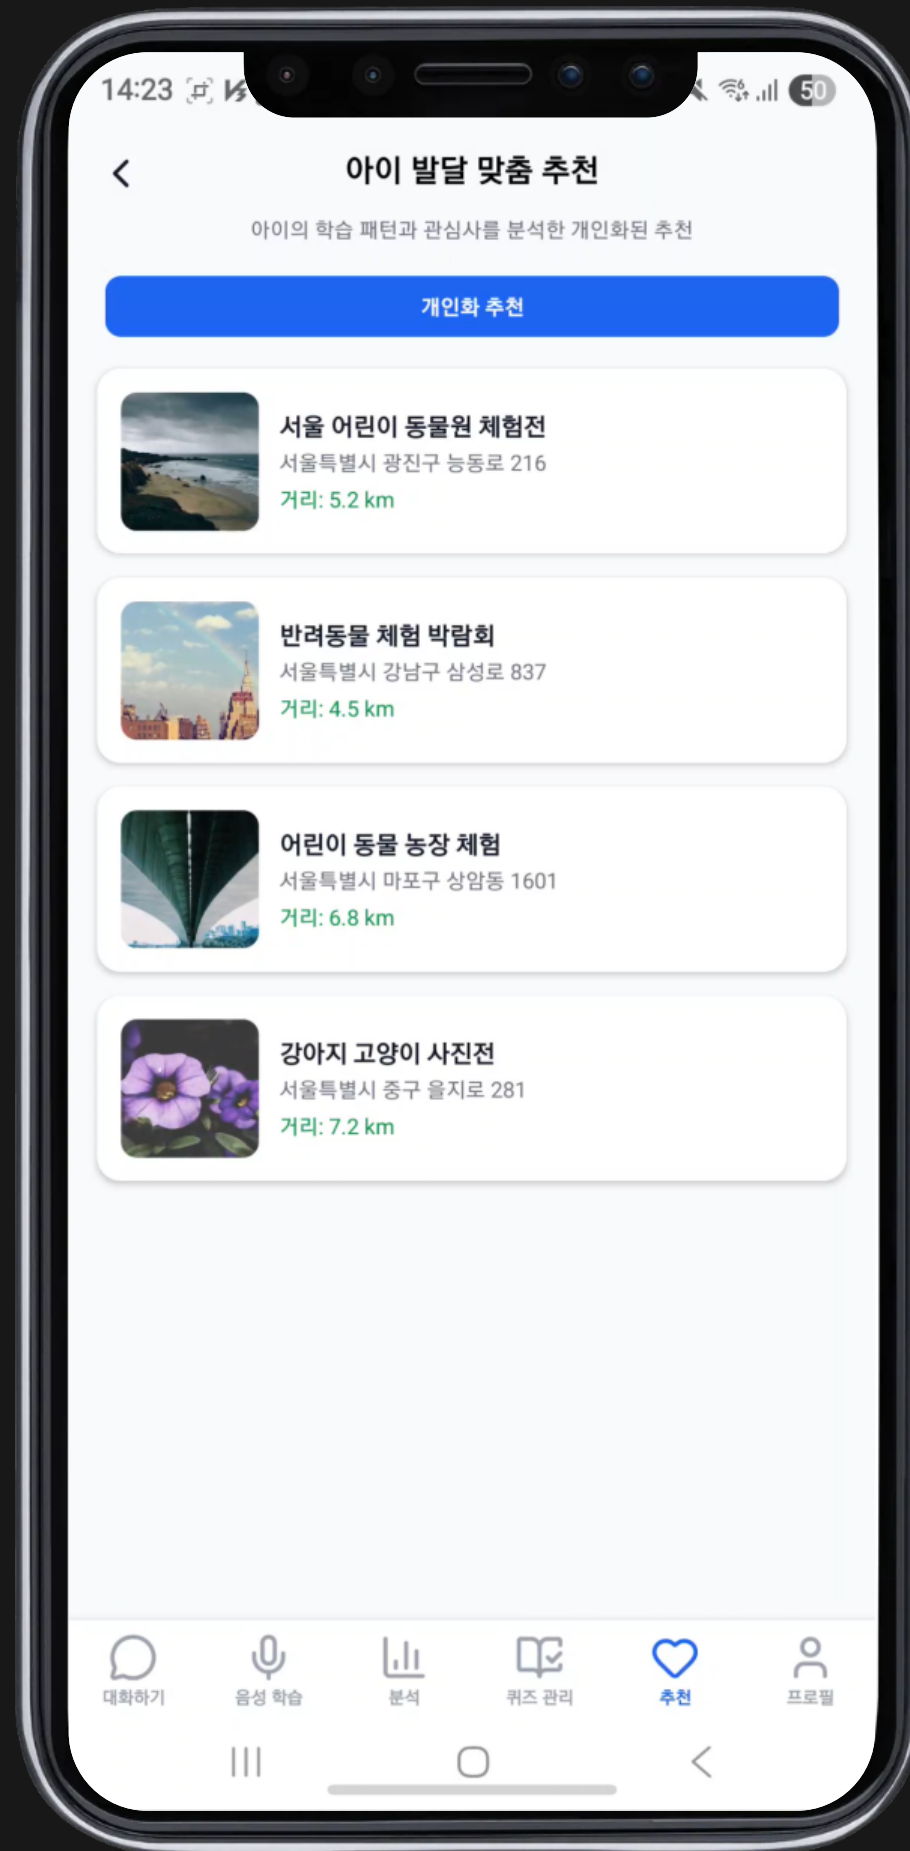 14:23
50
아이 발달 맞춤 추천
아이의 학습 패턴과 관심사를 분석한 개인화된 추천
개인화 추천
서울 어린이 동물원 체험전
서울특별시 광진구 능동로 216
거리: 5.2 km
반려동물 체험 박람회
서울특별시 강남구 삼성로 837
거리: 4.5 km
어린이 동물 농장 체험
서울특별시 마포구 상암동 1601
거리: 6.8 km
강아지 고양이 사진전
서울특별시 중구 을지로 281
거리: 7.2 km
대화하기
음성 학습
분석
퀴즈 관리
추천
프로필